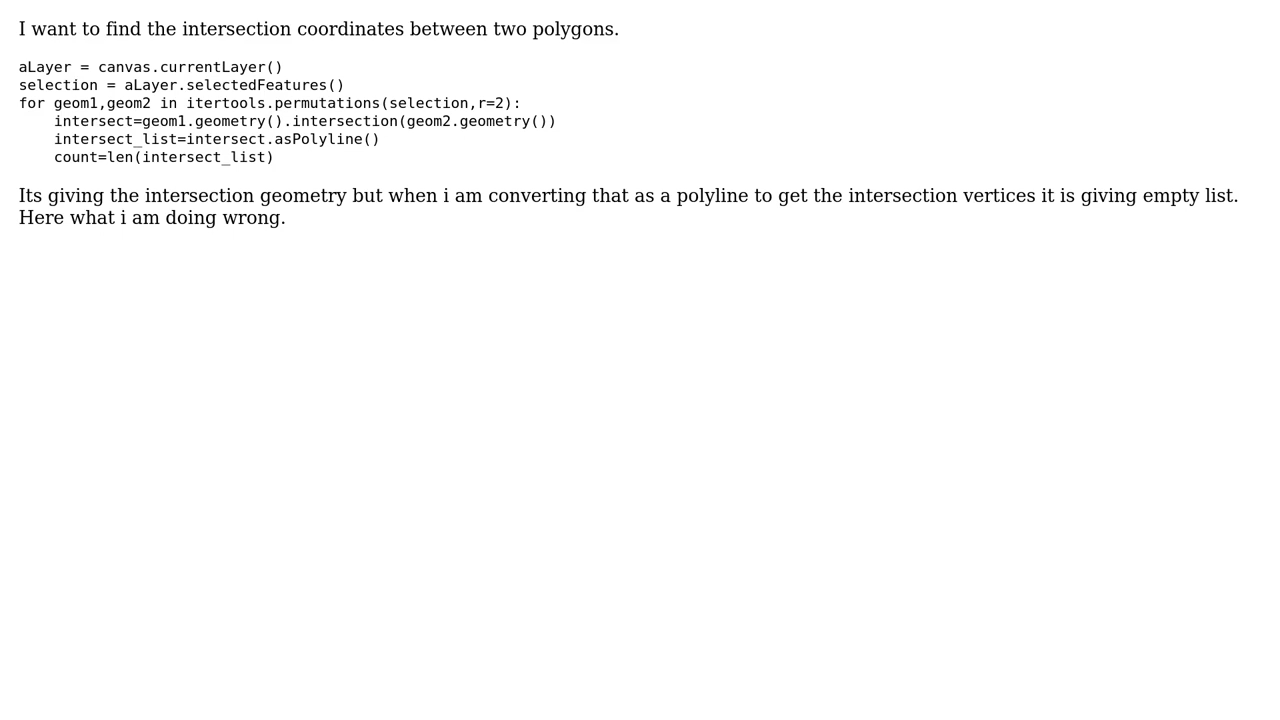 I want to find the intersection coordinates between two polygons.
aLayer = canvas.currentLayer()
selection = aLayer.selectedFeatures()
for geom1,geom2 in itertools.permutations(selection,r=2):
    intersect=geom1.geometry().intersection(geom2.geometry())
    intersect_list=intersect.asPolyline()
    count=len(intersect_list)
Its giving the intersection geometry but when i am converting that as a polyline to get the intersection vertices it is giving empty list.
Here what i am doing wrong.